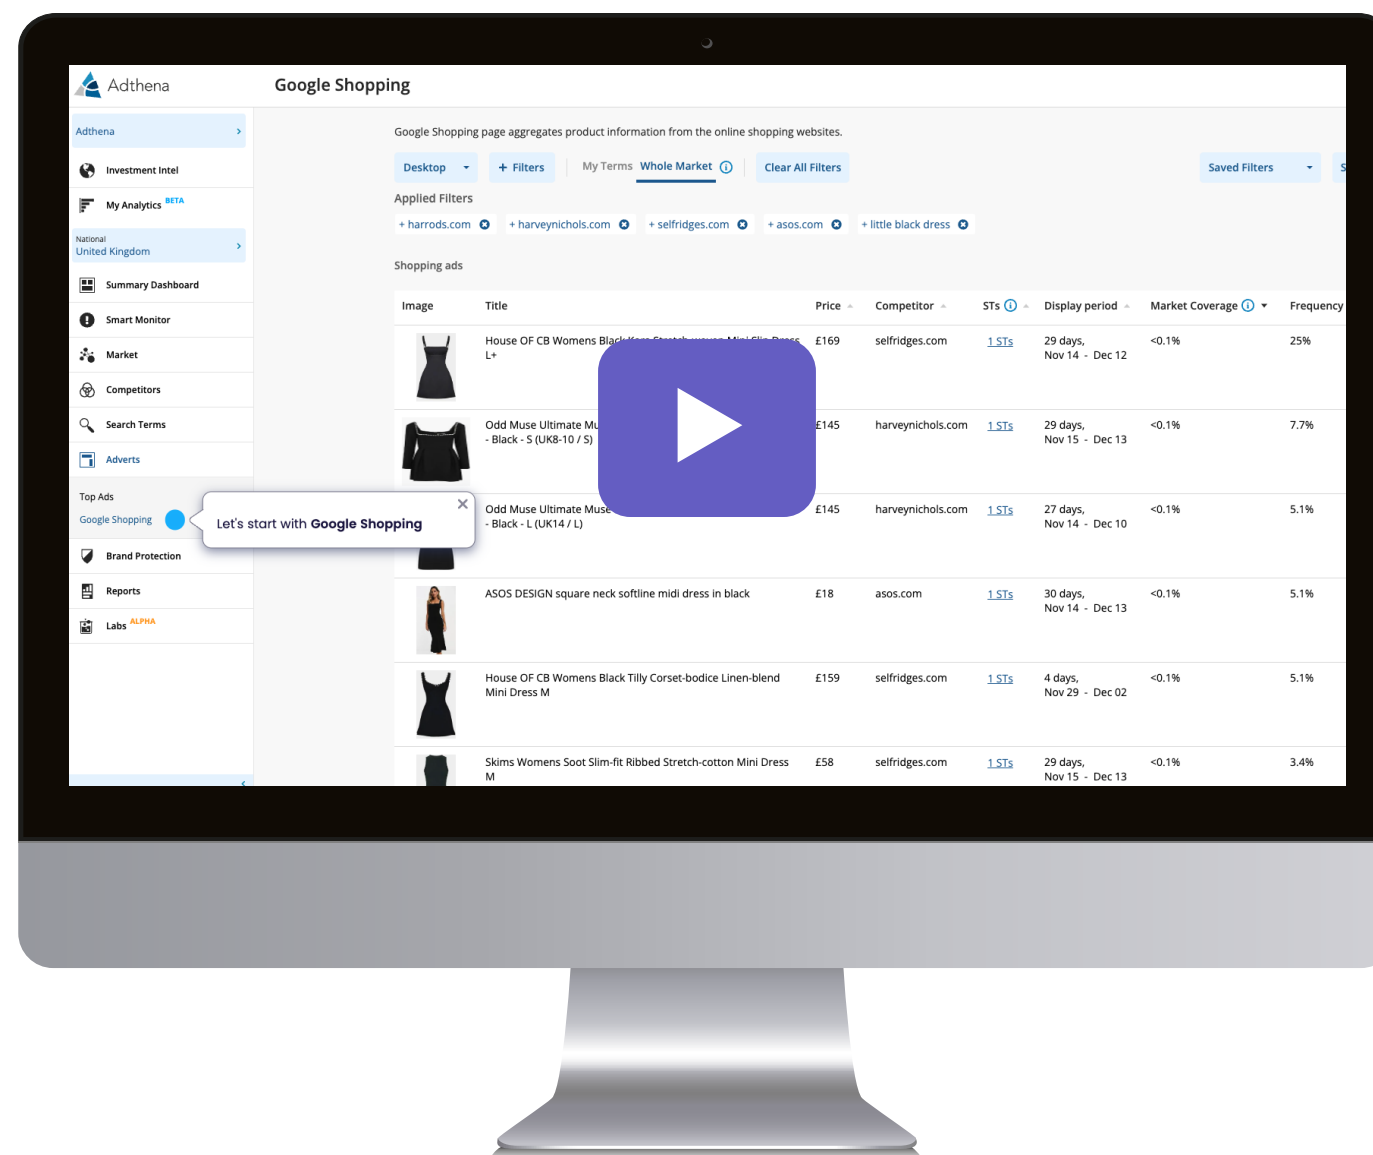 Adthena
Google Shopping
Adthena
Investment Intel
My Analytics BETA
National
United Kingdom
Summary Dashboard
Smart Monitor
Market
Competitors
Search Terms
Adverts
Top Ads
Google Shopping
Let's start with Google Shopping
Brand Protection
Reports
Labs ALPHA
Google Shopping page aggregates product information from the online shopping websites.
Desktop + Filters My Terms Whole Market Clear All Filters Saved Filters
Applied Filters
+ harrods.com + harveynichols.com + selfridges.com + asos.com + little black dress
Shopping ads
Image Title Price Competitor STs Display period Market Coverage Frequency
House OF CB Womens Black Mini Slip Dress £169 selfridges.com 1 STs 29 days, <0.1% 25%
L+ Nov 14 - Dec 12
Odd Muse Ultimate £145 harveynichols.com 1 STs 29 days, <0.1% 7.7%
- Black - S (UK8-10 / S) Nov 15 - Dec 13
Odd Muse Ultimate Muse £145 harveynichols.com 1 STs 27 days, <0.1% 5.1%
- Black - L (UK14 / L) Nov 14 - Dec 10
ASOS DESIGN square neck softline midi dress in black £18 asos.com 1 STs 30 days, <0.1% 5.1%
Nov 14 - Dec 13
House OF CB Womens Black Tilly Corset-bodice Linen-blend £159 selfridges.com 1 STs 4 days, <0.1% 5.1%
Mini Dress M Nov 29 - Dec 02
Skims Womens Soot Slim-fit Ribbed Stretch-cotton Mini Dress £58 selfridges.com 1 STs 29 days, <0.1% 3.4%
M Nov 15 - Dec 13